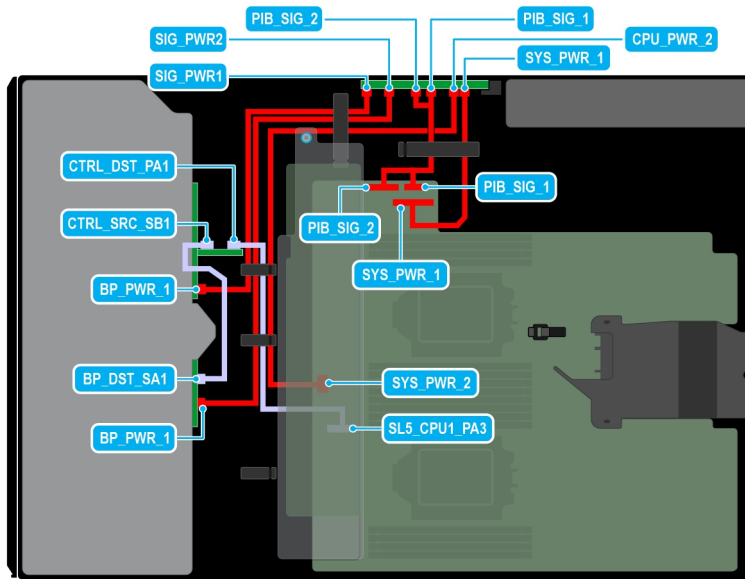 PIB_SIG_2
PIB_SIG_1
SIG_PWR2
CPU_PWR_2
SYS_PWR_1
SIG_PWR1
CTRL_DST_PA1
PIB_SIG_1
CTRL_SRC_SB1
PIB_SIG_2
SYS_PWR_1
BP_PWR_1
BP_DST_SA1
SYS_PWR_2
SL5_CPU1_PA3
BP_PWR_1